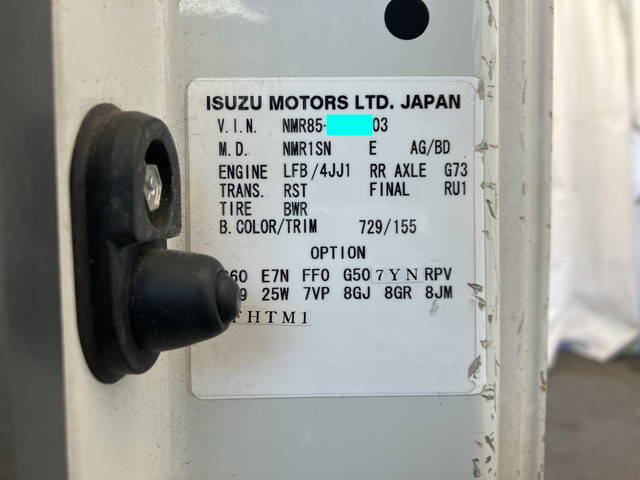 ISUZU MOTORS LTD. JAPAN
V.I.N. NMR85- 03
M.D. NMR1SN E AG/BD
ENGINE LFB/4JJ1 RR AXLE G73
TRANS. RST FINAL RU1
TIRE BWR
B.COLOR/TRIM 729/155
OPTION
E7N FF0 G50 7YN RPV
25W 7VP 8GJ 8GR 8JM
HTM1